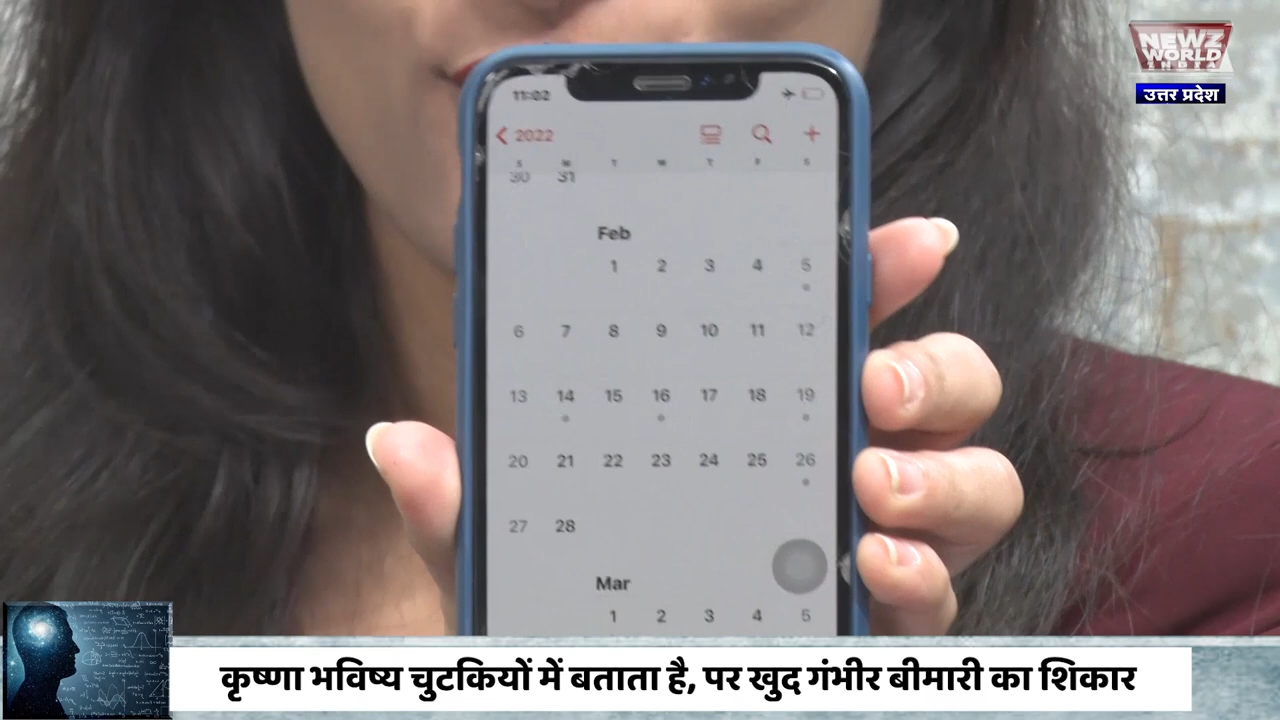 NEWZ
WORLD
INDIA
उत्तर प्रदेश
11:02
2022
S M T W T F S
30 31
Feb
1 2 3 4 5
6 7 8 9 10 11 12
13 14 15 16 17 18 19
20 21 22 23 24 25 26
27 28
Mar
1 2 3 4 5
कृष्णा भविष्य चुटकियों में बताता है, पर खुद गंभीर बीमारी का शिकार